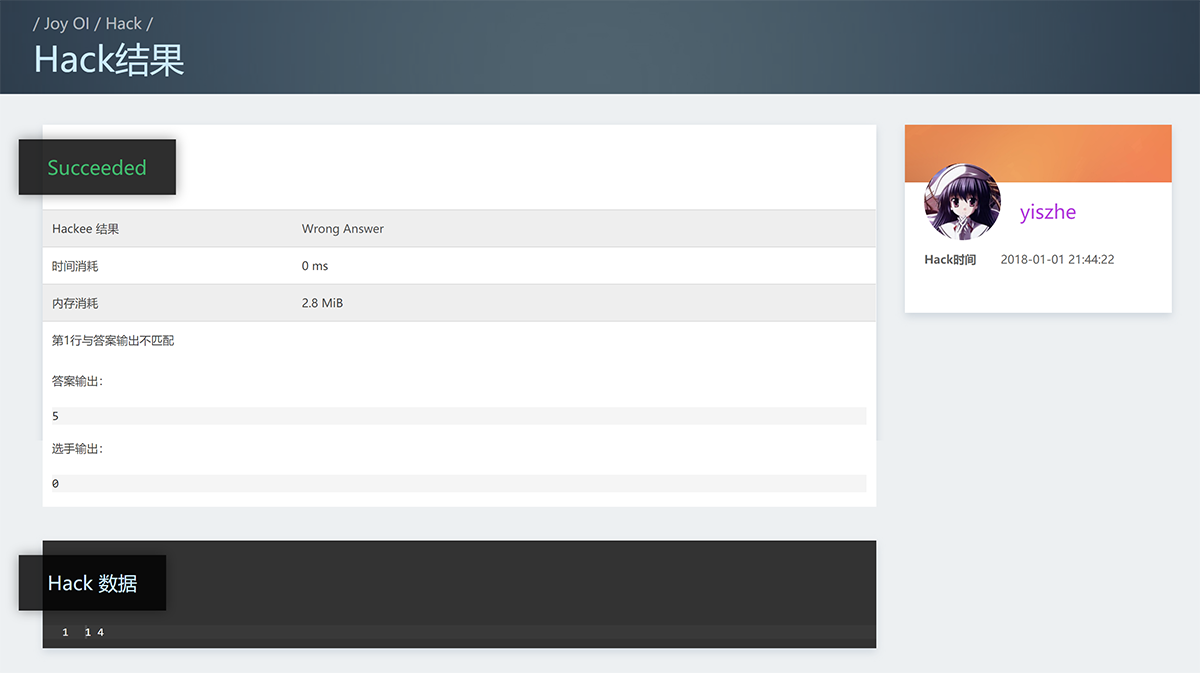 / Joy OI / Hack /
Hack结果
Succeeded
Hackee 结果 Wrong Answer
时间消耗 0 ms
内存消耗 2.8 MiB
第1行与答案输出不匹配
答案输出：
5
选手输出：
0
Hack 数据
1 1 4
yiszhe
Hack时间 2018-01-01 21:44:22